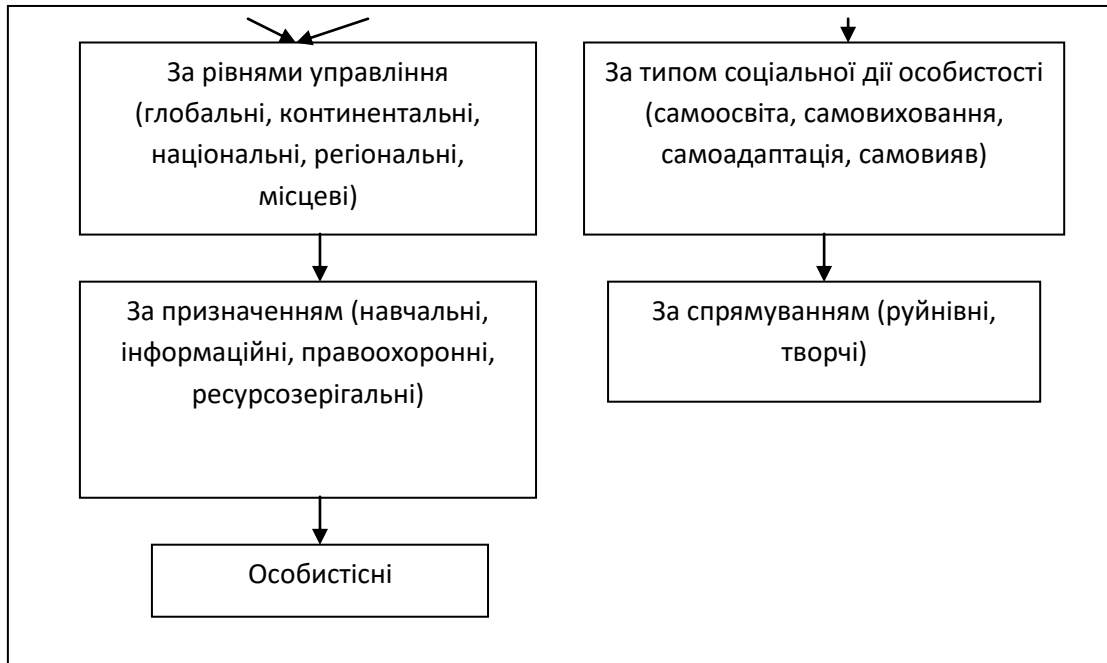 За рівнями управління
(глобальні, континентальні,
національні, регіональні,
місцеві)
За типом соціальної дії особистості
(самоосвіта, самовиховання,
самоадаптація, самовияв)
За призначенням (навчальні,
інформаційні, правоохоронні,
ресурсозерігальні)
За спрямуванням (руйнівні,
творчі)
Особистісні